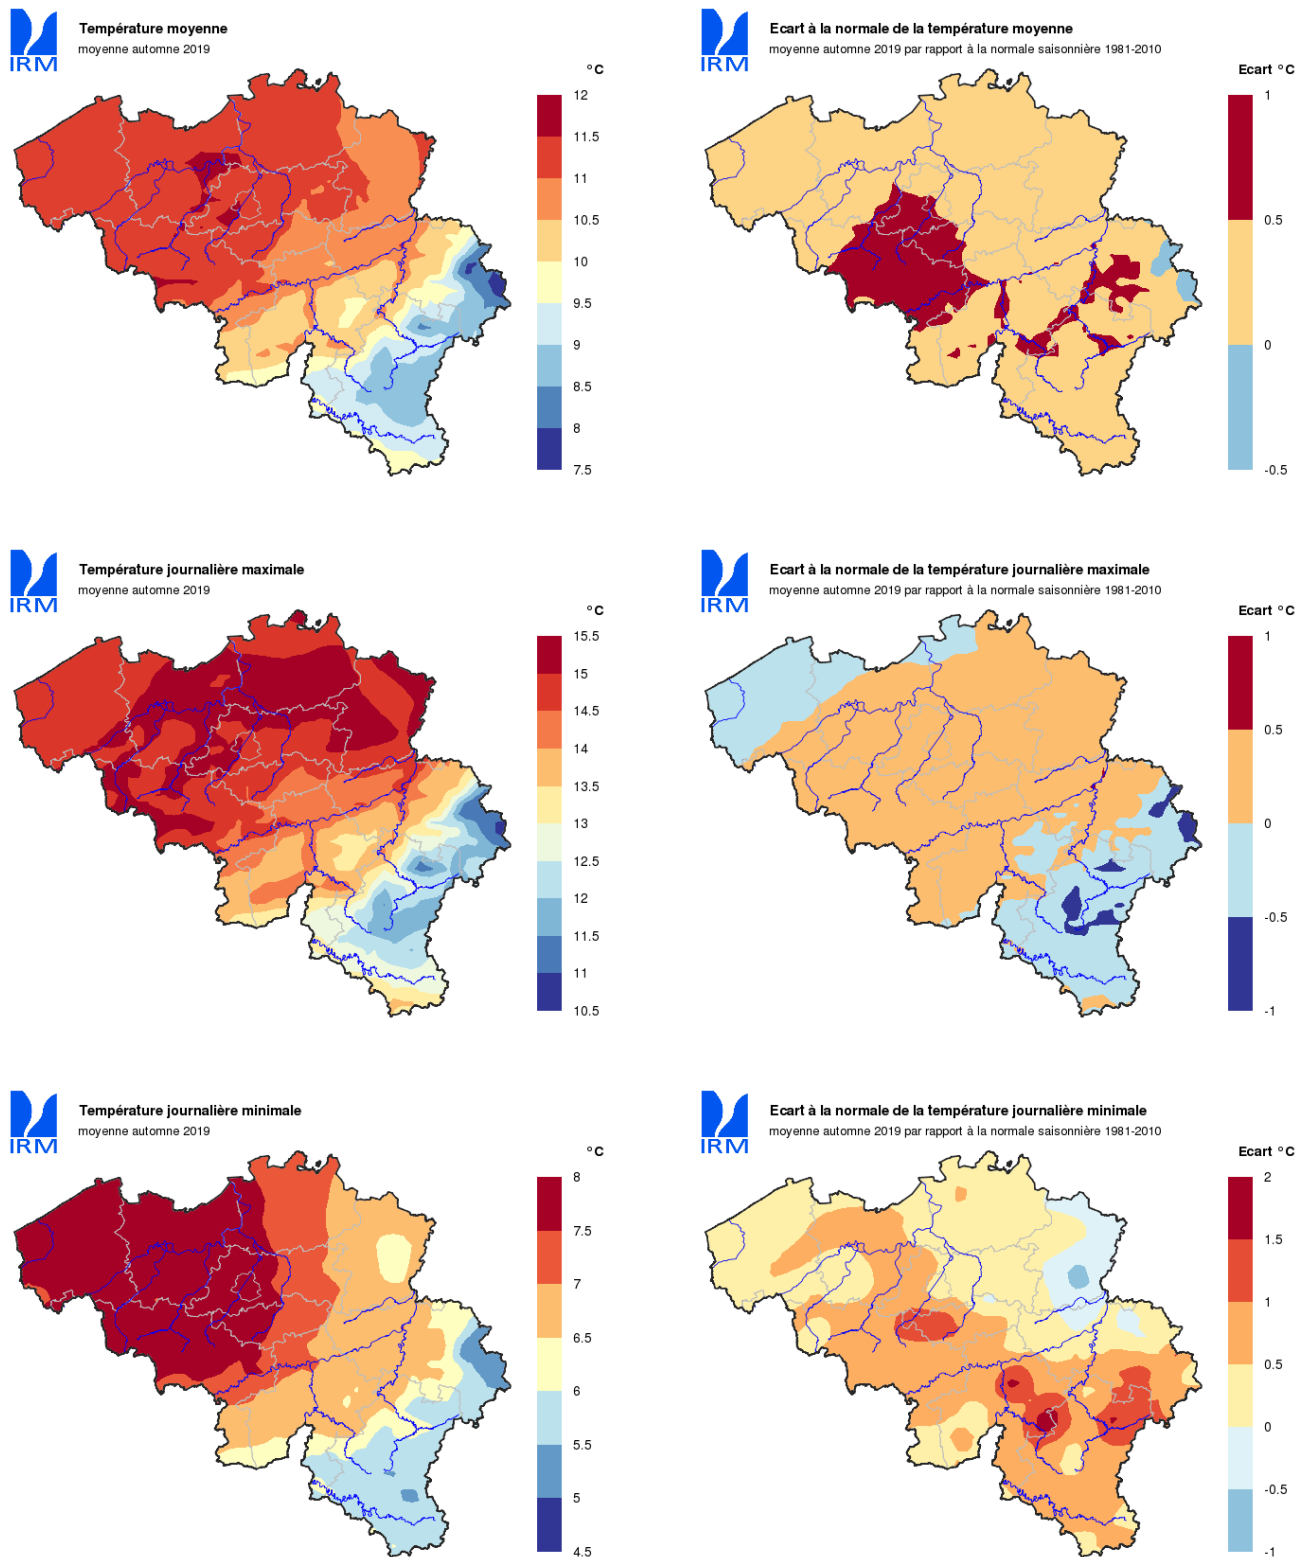 Température moyenne
moyenne automne 2019
IRM
°C
12
11.5
11
10.5
10
9.5
9
8.5
8
7.5
Ecart à la normale de la température moyenne
moyenne automne 2019 par rapport à la normale saisonnière 1981-2010
IRM
Ecart °C
1
0.5
0
-0.5
Température journalière maximale
moyenne automne 2019
IRM
°C
15.5
15
14.5
14
13.5
13
12.5
12
11.5
11
10.5
Ecart à la normale de la température journalière maximale
moyenne automne 2019 par rapport à la normale saisonnière 1981-2010
IRM
Ecart °C
1
0.5
0
-0.5
-1
Température journalière minimale
moyenne automne 2019
IRM
°C
8
7.5
7
6.5
6
5.5
5
4.5
Ecart à la normale de la température journalière minimale
moyenne automne 2019 par rapport à la normale saisonnière 1981-2010
IRM
Ecart °C
2
1.5
1
0.5
0
-0.5
-1